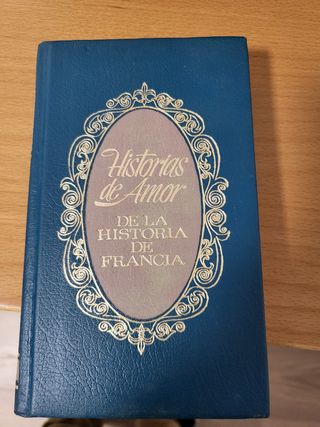 Historias
de Amor
DE LA
HISTORIA
DE
FRANCIA